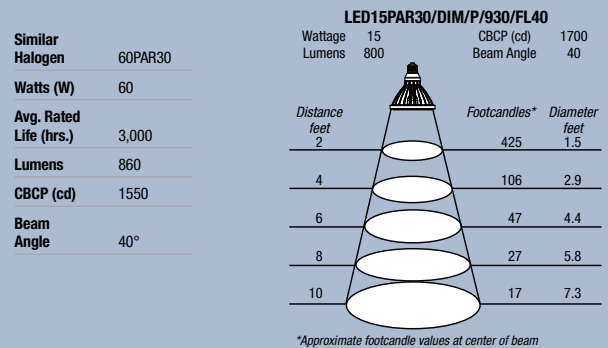 Similar
Halogen 60PAR30
Watts (W) 60
Avg. Rated
Life (hrs.) 3,000
Lumens 860
CBCP (cd) 1550
Beam
Angle 40°
LED15PAR30/DIM/P/930/FL40
Wattage 15 CBCP (cd) 1700
Lumens 800 Beam Angle 40
Distance Footcandles* Diameter
feet feet
2 425 1.5
4 106 2.9
6 47 4.4
8 27 5.8
10 17 7.3
*Approximate footcandle values at center of beam